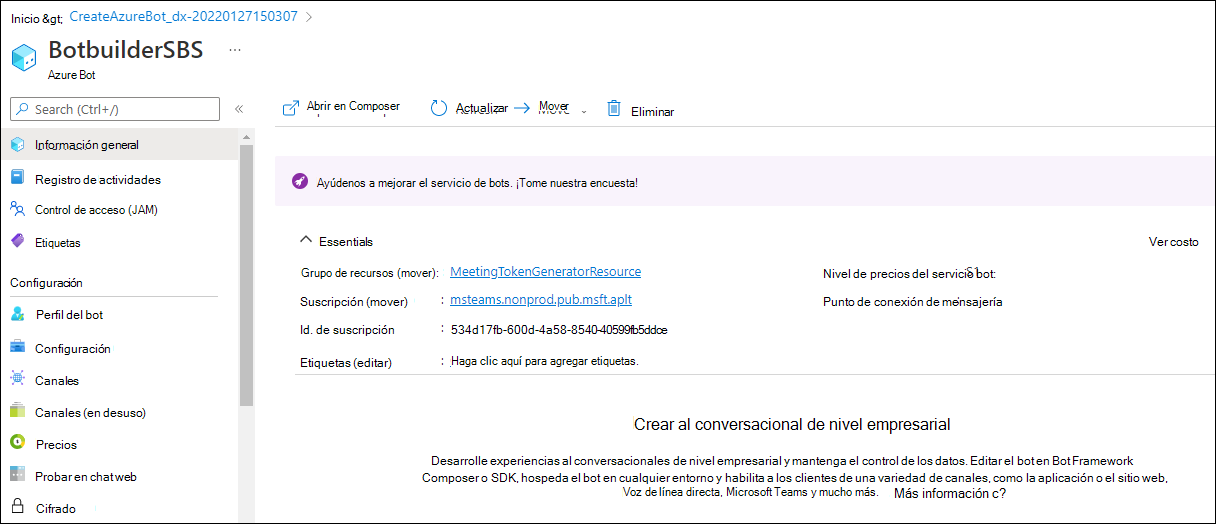 Inicio &gt; CreateAzureBot_dx-20220127150307 >
BotbuilderSBS ...
Azure Bot
Search (Ctrl+/) «
Abrir en Composer Actualizar Mover Eliminar
Información general
Registro de actividades
Control de acceso (JAM)
Etiquetas
Configuración
Perfil del bot
Configuración
Canales
Canales (en desuso)
Precios
Probar en chat web
Cifrado
Ayúdenos a mejorar el servicio de bots. ¡Tome nuestra encuesta!
Essentials Ver costo
Grupo de recursos (mover): MeetingTokenGeneratorResource
Suscripción (mover) : msteams.nonprod.pub.msft.aplt
Id. de suscripción : 534d17fb-600d-4a58-8540-40599fb5ddce
Etiquetas (editar) : Haga clic aquí para agregar etiquetas.
Nivel de precios del servicio bot: S1
Punto de conexión de mensajería
Crear al conversacional de nivel empresarial
Desarrolle experiencias al conversacionales de nivel empresarial y mantenga el control de los datos. Editar el bot en Bot Framework
Composer o SDK, hospeda el bot en cualquier entorno y habilita a los clientes de una variedad de canales, como la aplicación o el sitio web,
Voz de línea directa, Microsoft Teams y mucho más. Más información c?